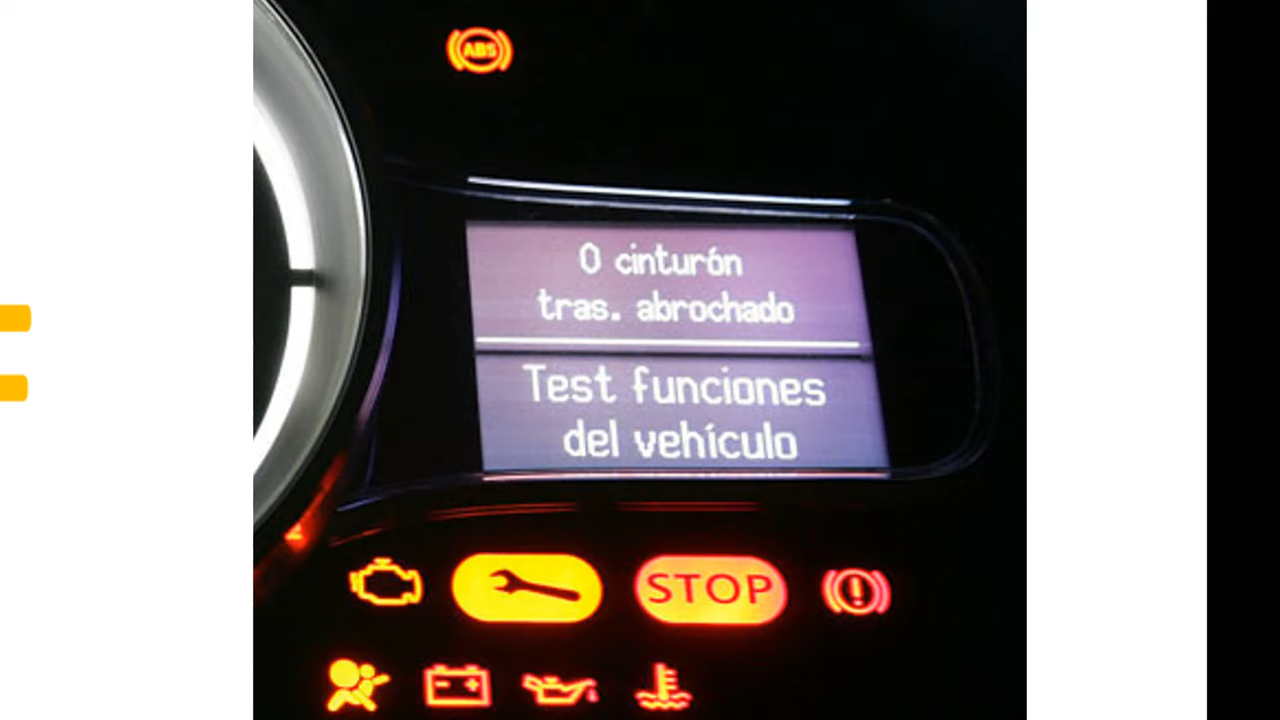 ABS
0 cinturón
tras. abrochado
Test funciones
del vehículo
STOP